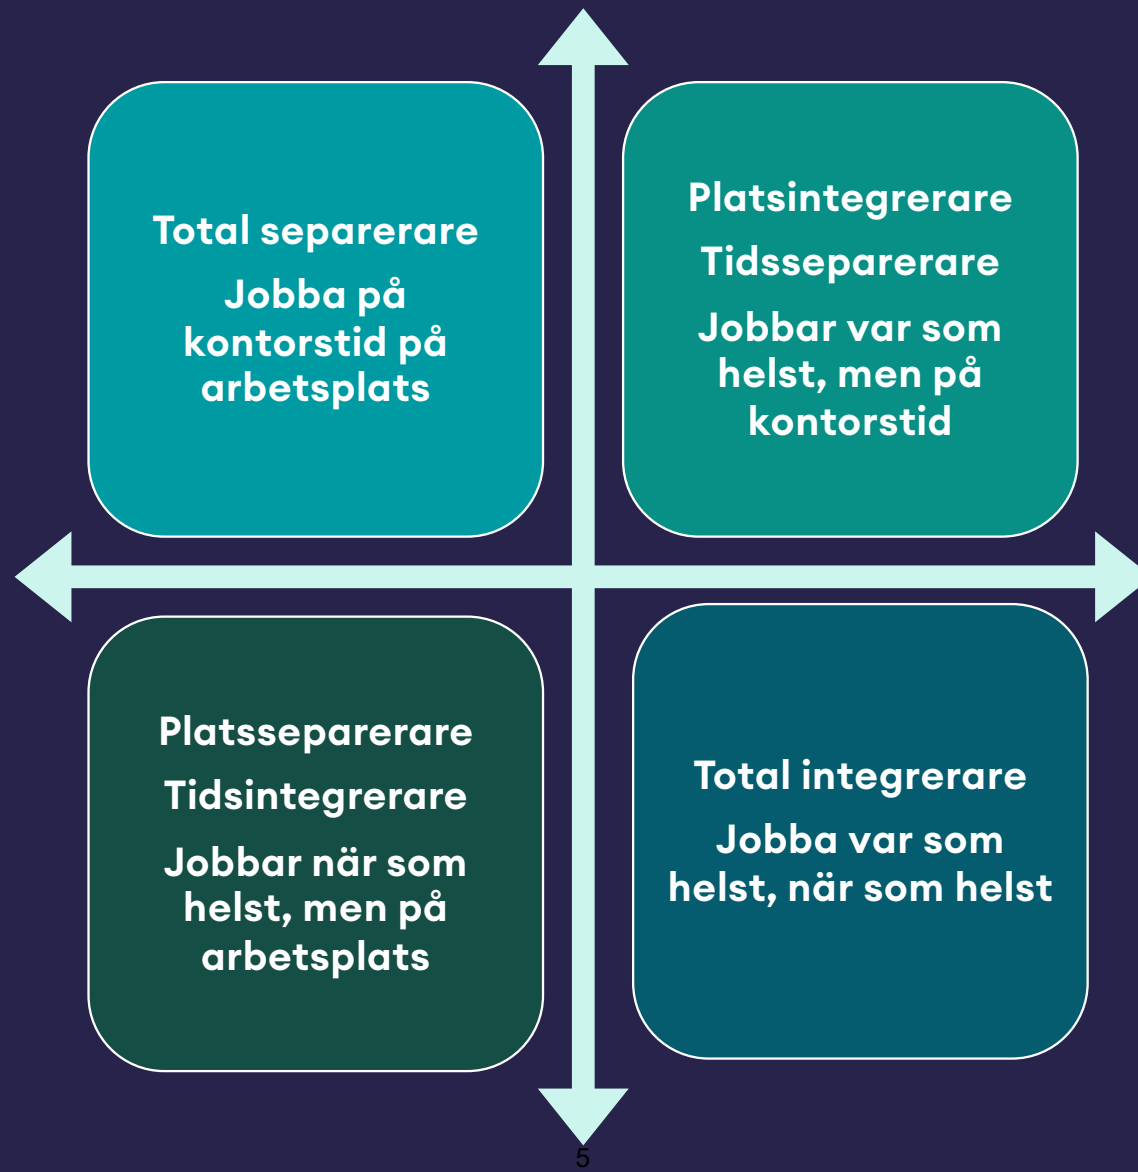 Total separerare
Jobba på
kontorstid på
arbetsplats
Platsintegrerare
Tidsseparerare
Jobbar var som
helst, men på
kontorstid
Platsseparerare
Tidsintegrerare
Jobbar när som
helst, men på
arbetsplats
Total integrerare
Jobba var som
helst, när som helst
5